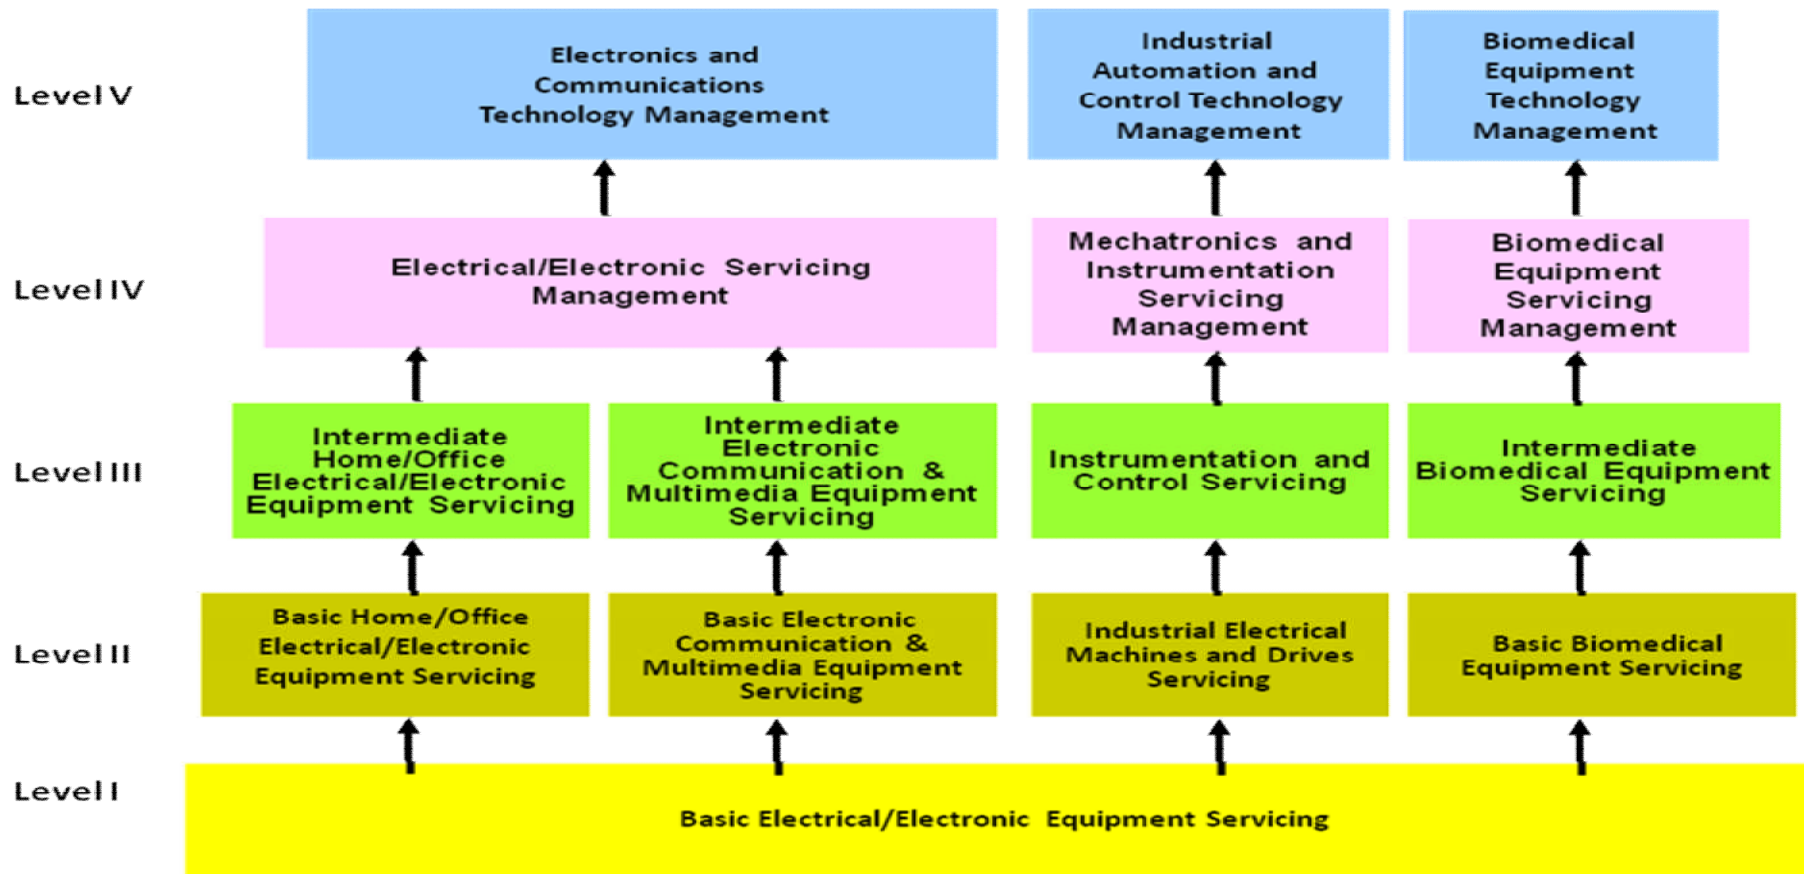 Level V
Electronics and
Communications
Technology Management
Industrial
Automation and
Control Technology
Management
Biomedical
Equipment
Technology
Management
Level IV
Electrical/Electronic Servicing
Management
Mechatronics and
Instrumentation
Servicing
Management
Biomedical
Equipment
Servicing
Management
Level III
Intermediate
Home/Office
Electrical/Electronic
Equipment Servicing
Intermediate
Electronic
Communication &
Multimedia Equipment
Servicing
Instrumentation and
Control Servicing
Intermediate
Biomedical Equipment
Servicing
Level II
Basic Home/Office
Electrical/Electronic
Equipment Servicing
Basic Electronic
Communication &
Multimedia Equipment
Servicing
Industrial Electrical
Machines and Drives
Servicing
Basic Biomedical
Equipment Servicing
Level I
Basic Electrical/Electronic Equipment Servicing